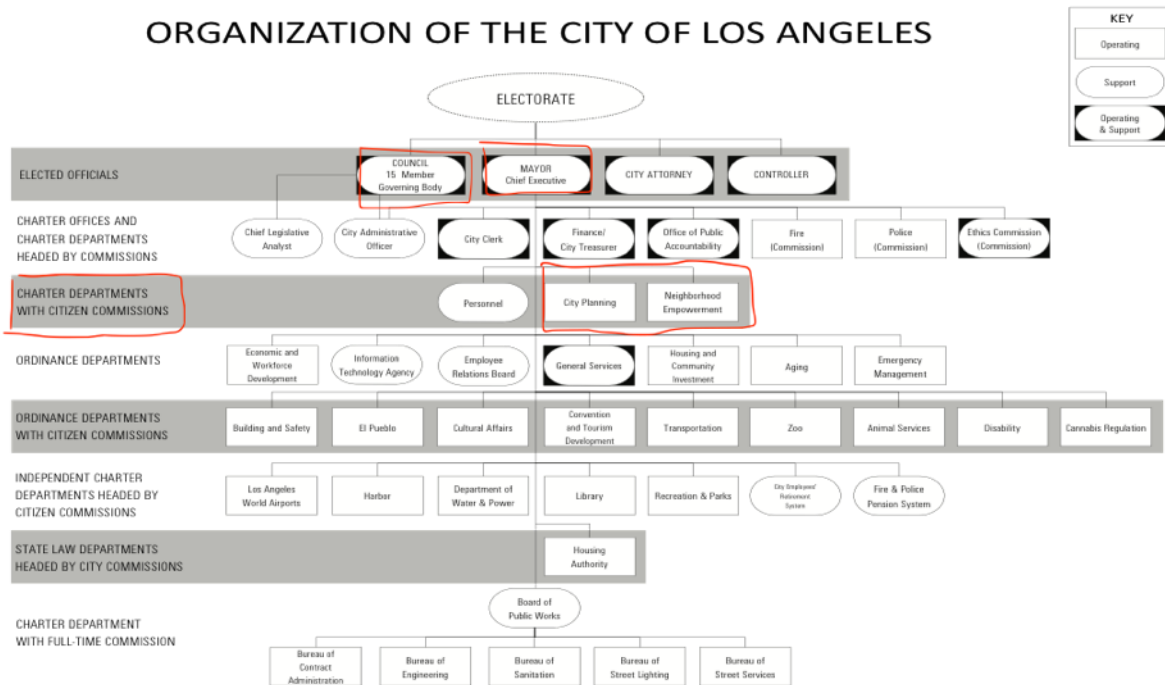 ORGANIZATION OF THE CITY OF LOS ANGELES
KEY
Operating
Support
Operating
& Support
ELECTORATE
ELECTED OFFICIALS
COUNCIL
15 Member
Governing Body
MAYOR
Chief Executive
CITY ATTORNEY
CONTROLLER
CHARTER OFFICES AND
CHARTER DEPARTMENTS
HEADED BY COMMISSIONS
Chief Legislative
Analyst
City Administrative
Officer
City Clerk
Finance/
City Treasurer
Office of Public
Accountability
Fire
(Commission)
Police
(Commission)
Ethics Commission
(Commission)
CHARTER DEPARTMENTS
WITH CITIZEN COMMISSIONS
Personnel
City Planning
Neighborhood
Empowerment
ORDINANCE DEPARTMENTS
Economic and
Workforce
Development
Information
Technology Agency
Employee
Relations Board
General Services
Housing and
Community
Investment
Aging
Emergency
Management
ORDINANCE DEPARTMENTS
WITH CITIZEN COMMISSIONS
Building and Safety
El Pueblo
Cultural Affairs
Convention
and Tourism
Development
Transportation
Zoo
Animal Services
Disability
Cannabis Regulation
INDEPENDENT CHARTER
DEPARTMENTS HEADED BY
CITIZEN COMMISSIONS
Los Angeles
World Airports
Harbor
Department of
Water & Power
Library
Recreation & Parks
City Employees'
Retirement
System
Fire & Police
Pension System
STATE LAW DEPARTMENTS
HEADED BY CITY COMMISSIONS
Housing
Authority
CHARTER DEPARTMENT
WITH FULL-TIME COMMISSION
Board of
Public Works
Bureau of
Contract
Administration
Bureau of
Engineering
Bureau of
Sanitation
Bureau of
Street Lighting
Bureau of
Street Services